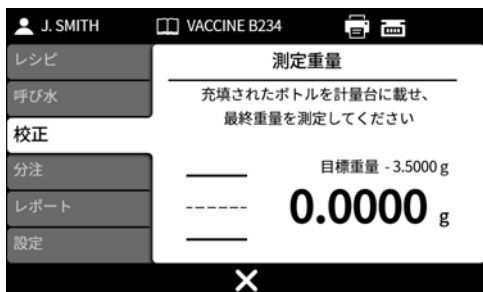 J. SMITH
VACCINE B234
レシピ
呼び水
校正
分注
レポート
設定
測定重量
充填されたボトルを計量台に載せ、
最終重量を測定してください
目標重量 - 3.5000 g
0.0000 g